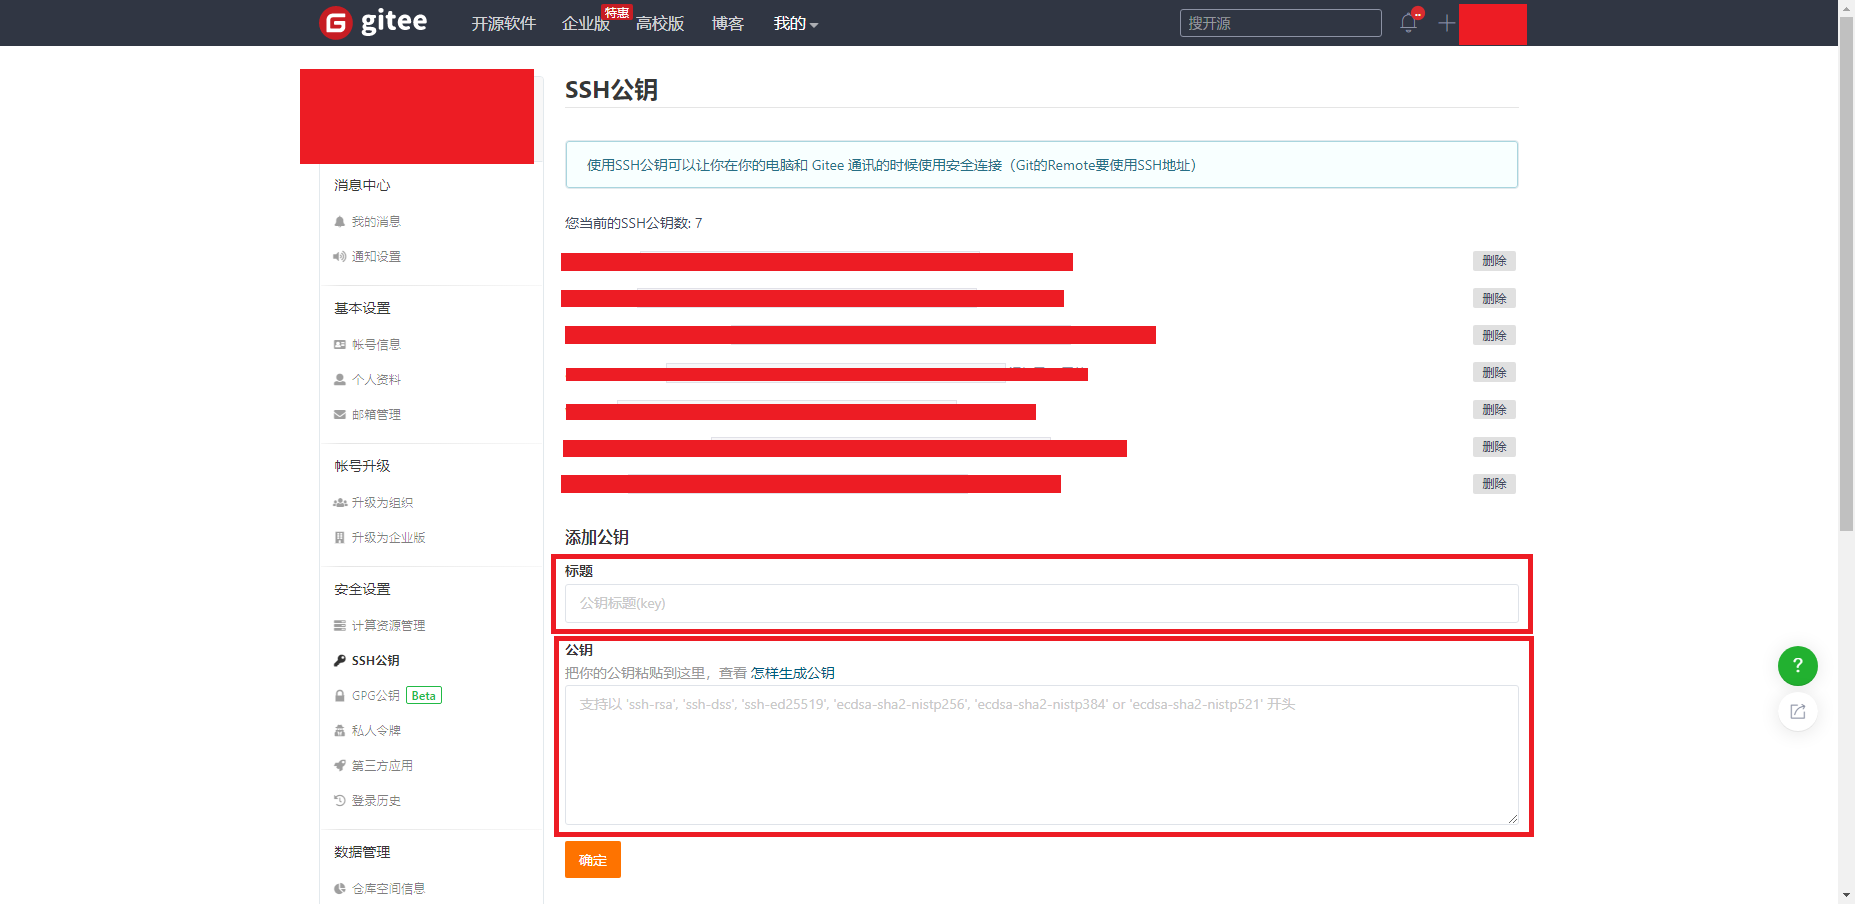 gitee
开源软件
企业版
特惠
高校版
博客
我的
搜开源
消息中心
我的消息
通知设置
基本设置
帐号信息
个人资料
邮箱管理
帐号升级
升级为组织
升级为企业版
安全设置
计算资源管理
SSH公钥
GPG公钥 Beta
私人令牌
第三方应用
登录历史
数据管理
仓库空间信息
SSH公钥
使用SSH公钥可以让你在你的电脑和 Gitee 通讯的时候使用安全连接（Git的Remote要使用SSH地址）
您当前的SSH公钥数: 7
删除
删除
删除
删除
删除
删除
删除
添加公钥
标题
公钥标题(key)
公钥
把你的公钥粘贴到这里，查看 怎样生成公钥
支持以 'ssh-rsa', 'ssh-dss', 'ssh-ed25519', 'ecdsa-sha2-nistp256', 'ecdsa-sha2-nistp384' or 'ecdsa-sha2-nistp521' 开头
确定
?